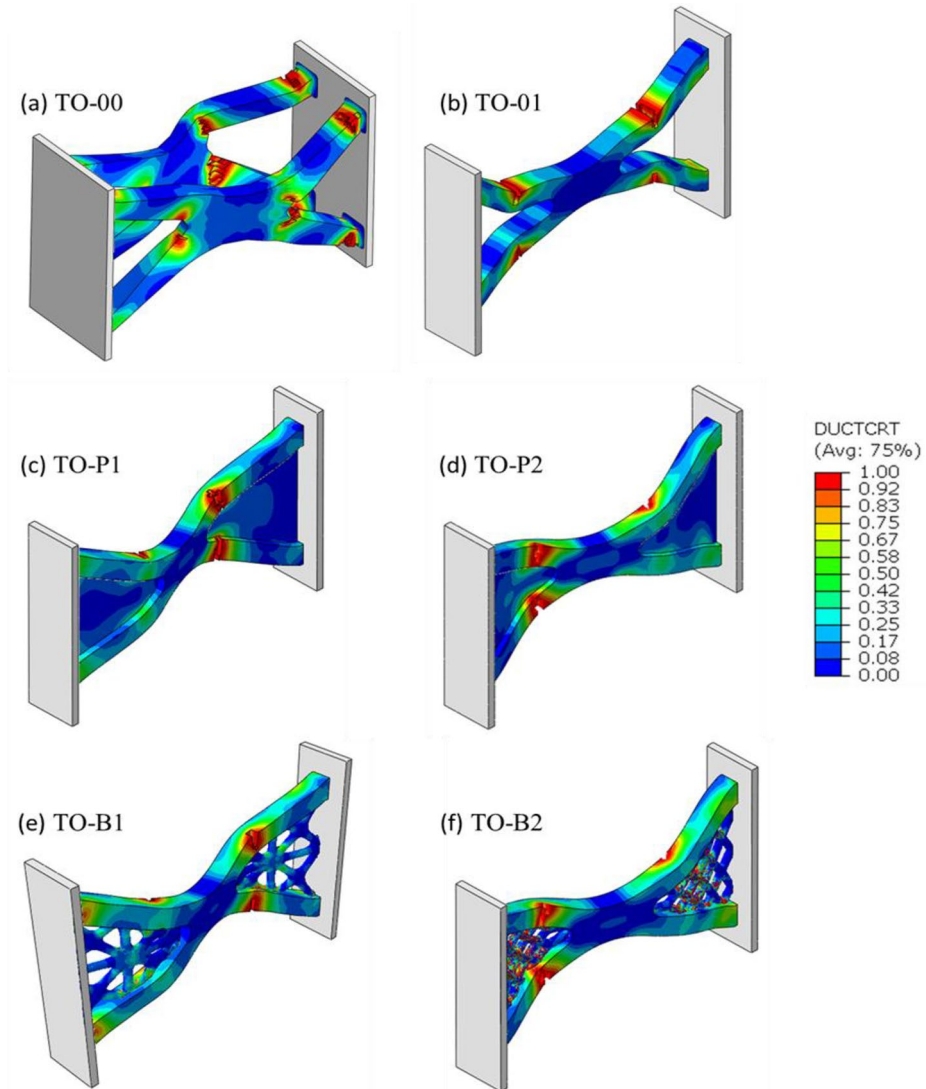 (a) TO-00
(b) TO-01
(c) TO-P1
(d) TO-P2
DUCTCRT
(Avg: 75%)
1.00
0.92
0.83
0.75
0.67
0.58
0.50
0.42
0.33
0.25
0.17
0.08
0.00
(e) TO-B1
(f) TO-B2